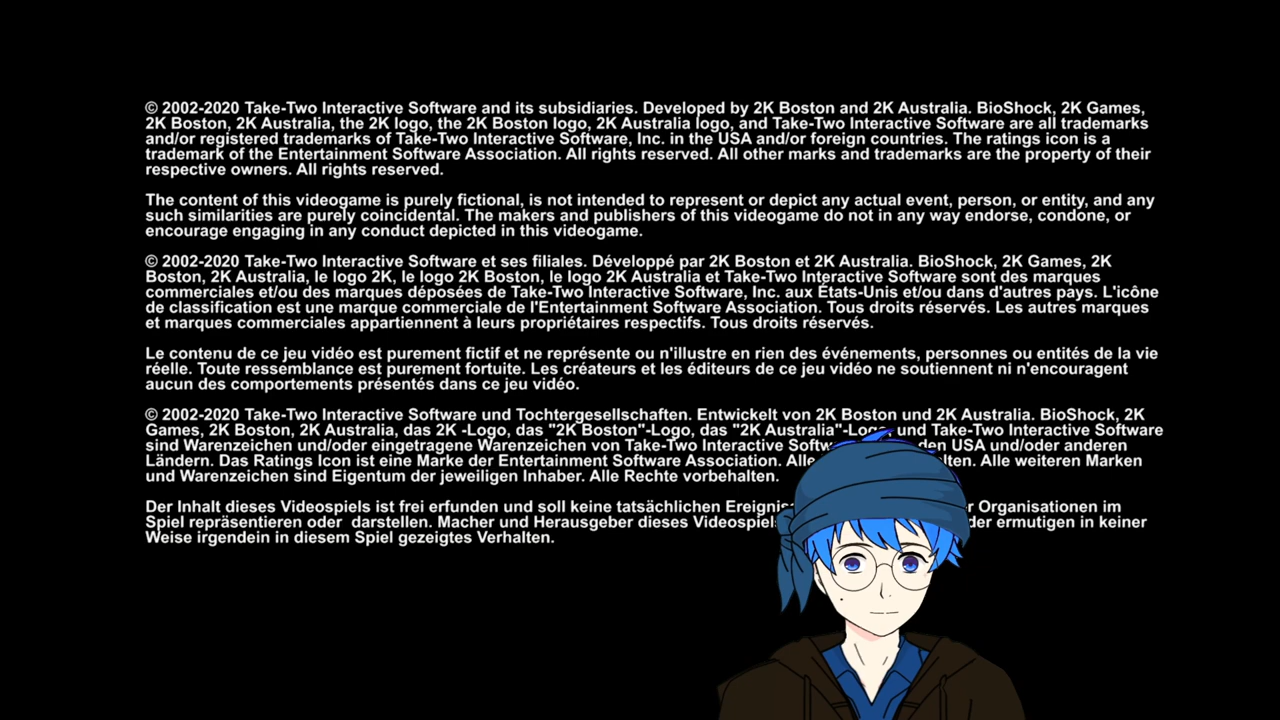 © 2002-2020 Take-Two Interactive Software and its subsidiaries. Developed by 2K Boston and 2K Australia. BioShock, 2K Games,
2K Boston, 2K Australia, the 2K logo, the 2K Boston logo, 2K Australia logo, and Take-Two Interactive Software are all trademarks
and/or registered trademarks of Take-Two Interactive Software, Inc. in the USA and/or foreign countries. The ratings icon is a
trademark of the Entertainment Software Association. All rights reserved. All other marks and trademarks are the property of their
respective owners. All rights reserved.
The content of this videogame is purely fictional, is not intended to represent or depict any actual event, person, or entity, and any
such similarities are purely coincidental. The makers and publishers of this videogame do not in any way endorse, condone, or
encourage engaging in any conduct depicted in this videogame.
© 2002-2020 Take-Two Interactive Software et ses filiales. Développé par 2K Boston et 2K Australia. BioShock, 2K Games, 2K
Boston, 2K Australia, le logo 2K, le logo 2K Boston, le logo 2K Australia et Take-Two Interactive Software sont des marques
commerciales et/ou des marques déposées de Take-Two Interactive Software, Inc. aux États-Unis et/ou dans d'autres pays. L'icône
de classification est une marque commerciale de l'Entertainment Software Association. Tous droits réservés. Les autres marques
et marques commerciales appartiennent à leurs propriétaires respectifs. Tous droits réservés.
Le contenu de ce jeu vidéo est purement fictif et ne représente ou n'illustre en rien des événements, personnes ou entités de la vie
réelle. Toute ressemblance est purement fortuite. Les créateurs et les éditeurs de ce jeu vidéo ne soutiennent ni n'encouragent
aucun des comportements présentés dans ce jeu vidéo.
© 2002-2020 Take-Two Interactive Software und Tochtergesellschaften. Entwickelt von 2K Boston und 2K Australia. BioShock, 2K
Games, 2K Boston, 2K Australia, das 2K -Logo, das "2K Boston"-Logo, das "2K Australia"-Logo und Take-Two Interactive Software
sind Warenzeichen und/oder eingetragene Warenzeichen von Take-Two Interactive den USA und/oder anderen
Ländern. Das Ratings Icon ist eine Marke der Entertainment Software Association. Alle Alle weiteren Marken
und Warenzeichen sind Eigentum der jeweiligen Inhaber. Alle Rechte vorbehalten.
Der Inhalt dieses Videospiels ist frei erfunden und soll keine tatsächlichen Organisationen im
Spiel repräsentieren oder darstellen. Macher und Herausgeber dieses ermutigen in keiner
Weise irgendein in diesem Spiel gezeigtes Verhalten.